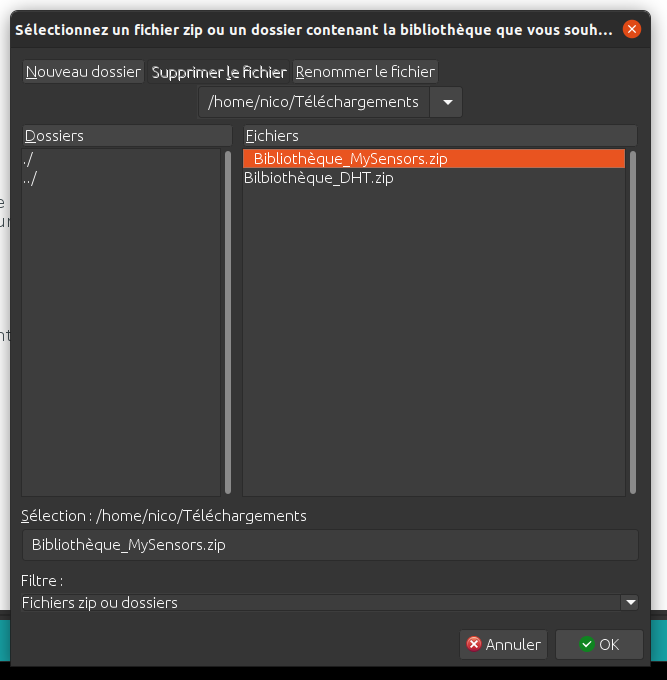 Sélectionnez un fichier zip ou un dossier contenant la bibliothèque que vous souh...
Nouveau dossier Supprimer le fichier Renommer le fichier
/home/nico/Téléchargements
Dossiers
./
../
Fichiers
Bibliothèque_MySensors.zip
Bilbiothèque_DHT.zip
Sélection : /home/nico/Téléchargements
Bibliothèque_MySensors.zip
Filtre :
Fichiers zip ou dossiers
Annuler OK